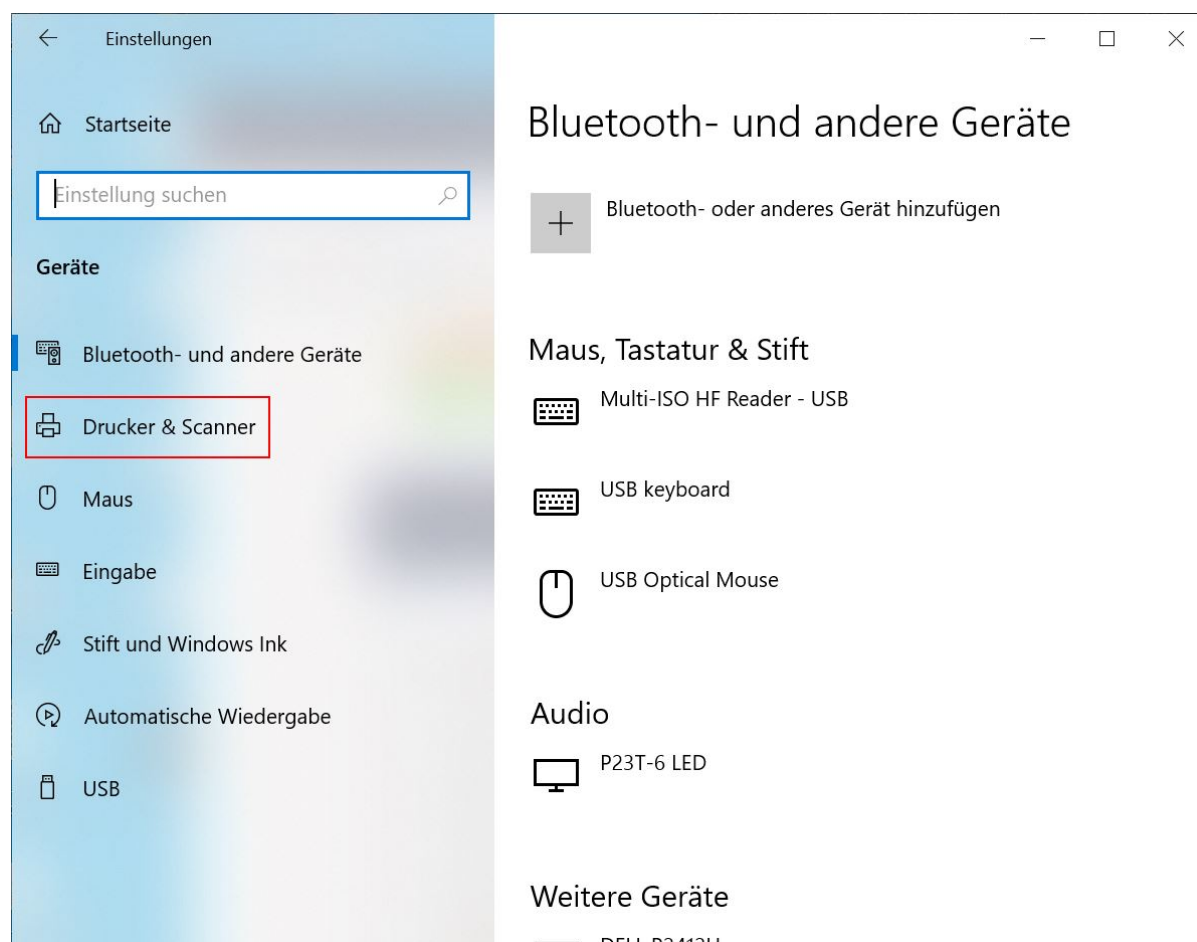 Einstellungen
Startseite
Einstellung suchen
Geräte
Bluetooth- und andere Geräte
Drucker & Scanner
Maus
Eingabe
Stift und Windows Ink
Automatische Wiedergabe
USB
Bluetooth- und andere Geräte
Bluetooth- oder anderes Gerät hinzufügen
Maus, Tastatur & Stift
Multi-ISO HF Reader - USB
USB keyboard
USB Optical Mouse
Audio
P23T-6 LED
Weitere Geräte